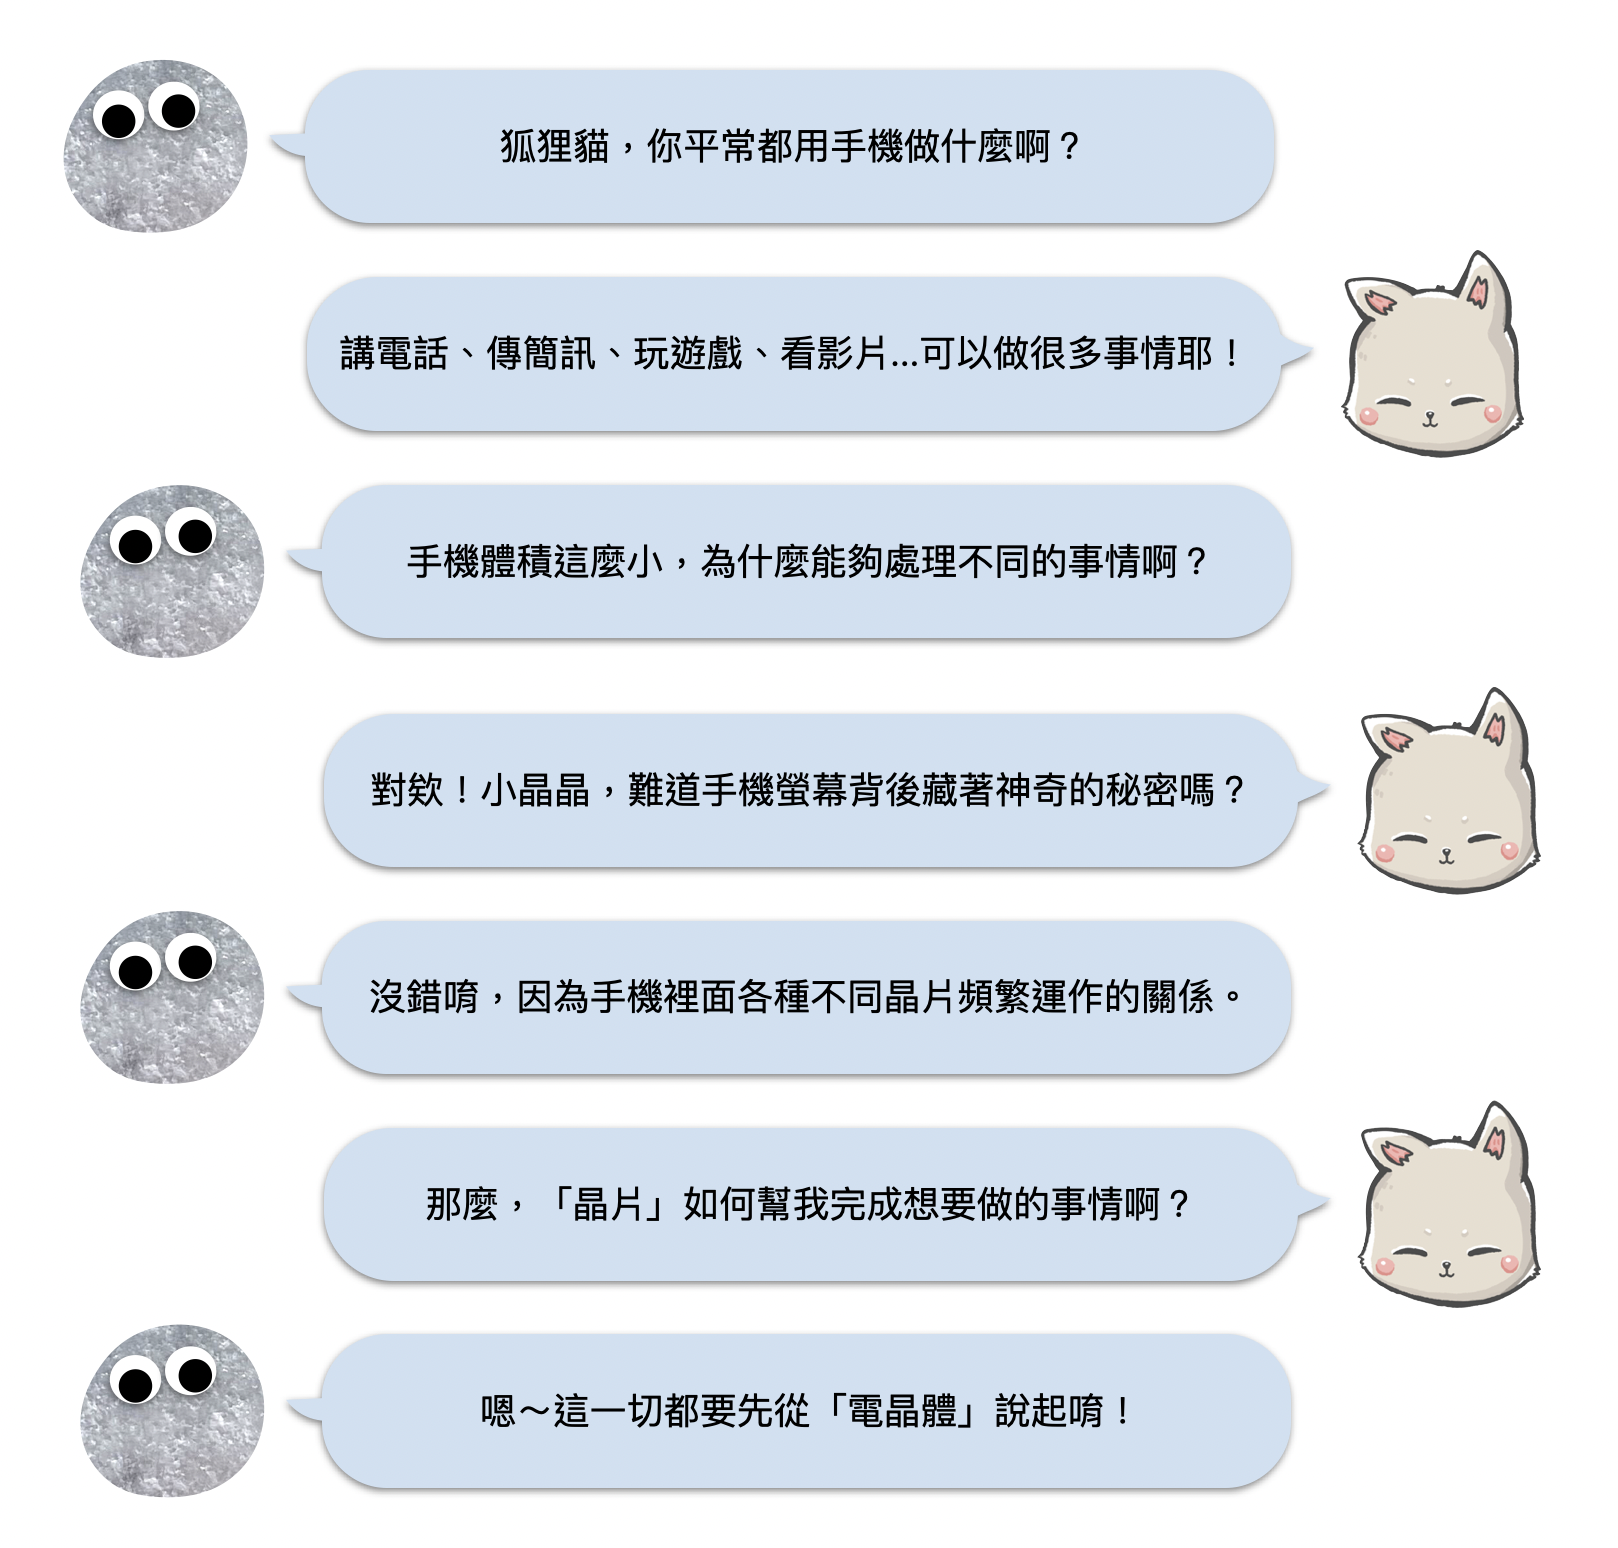 狐狸貓，你平常都用手機做什麼啊？
講電話、傳簡訊、玩遊戲、看影片...可以做很多事情耶！
手機體積這麼小，為什麼能夠處理不同的事情啊？
對欸！小晶晶，難道手機螢幕背後藏著神奇的秘密嗎？
沒錯唷，因為手機裡面各種不同晶片頻繁運作的關係。
那麼，「晶片」如何幫我完成想要做的事情啊？
嗯～這一切都要先從「電晶體」說起唷！